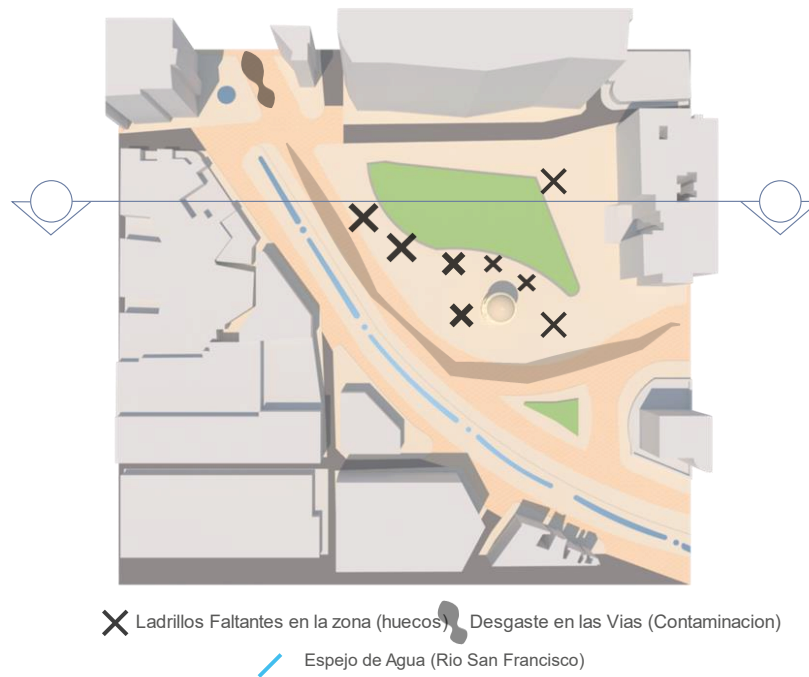 Ladrillos Faltantes en la zona (huecos)
Desgaste en las Vias (Contaminacion)
Espejo de Agua (Rio San Francisco)